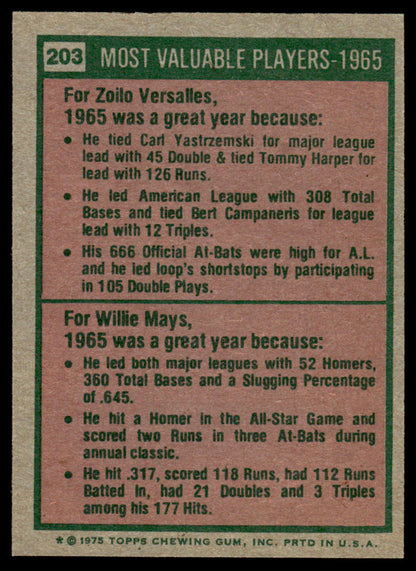 203 MOST VALUABLE PLAYERS-1965
For Zoilo Versalles,
1965 was a great year because:
• He tied Carl Yastrzemski for major league
lead with 45 Double & tied Tommy Harper for
lead with 126 Runs.
• He led American League with 308 Total
Bases and tied Bert Campaneris for league
lead with 12 Triples.
• His 666 Official At-Bats were high for A.L.
and he led loop's shortstops by participating
in 105 Double Plays.
For Willie Mays,
1965 was a great year because:
• He led both major leagues with 52 Homers,
360 Total Bases and a Slugging Percentage
of .645.
• He hit a Homer in the All-Star Game and
scored two Runs in three At-Bats during
annual classic.
• He hit .317, scored 118 Runs, had 112 Runs
Batted In, had 21 Doubles and 3 Triples
among his 177 Hits.
* © 1975 TOPPS CHEWING GUM, INC. PRTD IN U.S.A.